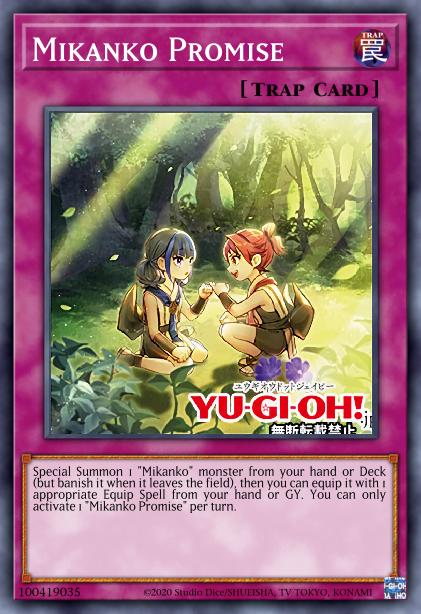 Mikanko Promise
TRAP
罠
[Trap Card]
ユウギオウドットジェイピー
YU-GI-OH!
無断転載禁止
Special Summon 1 "Mikanko" monster from your hand or Deck
(but banish it when it leaves the field), then you can equip it with 1
appropriate Equip Spell from your hand or GY. You can only
activate 1 "Mikanko Promise" per turn.
100419035
©2020 Studio Dice/SHUEISHA, TV TOKYO, KONAMI